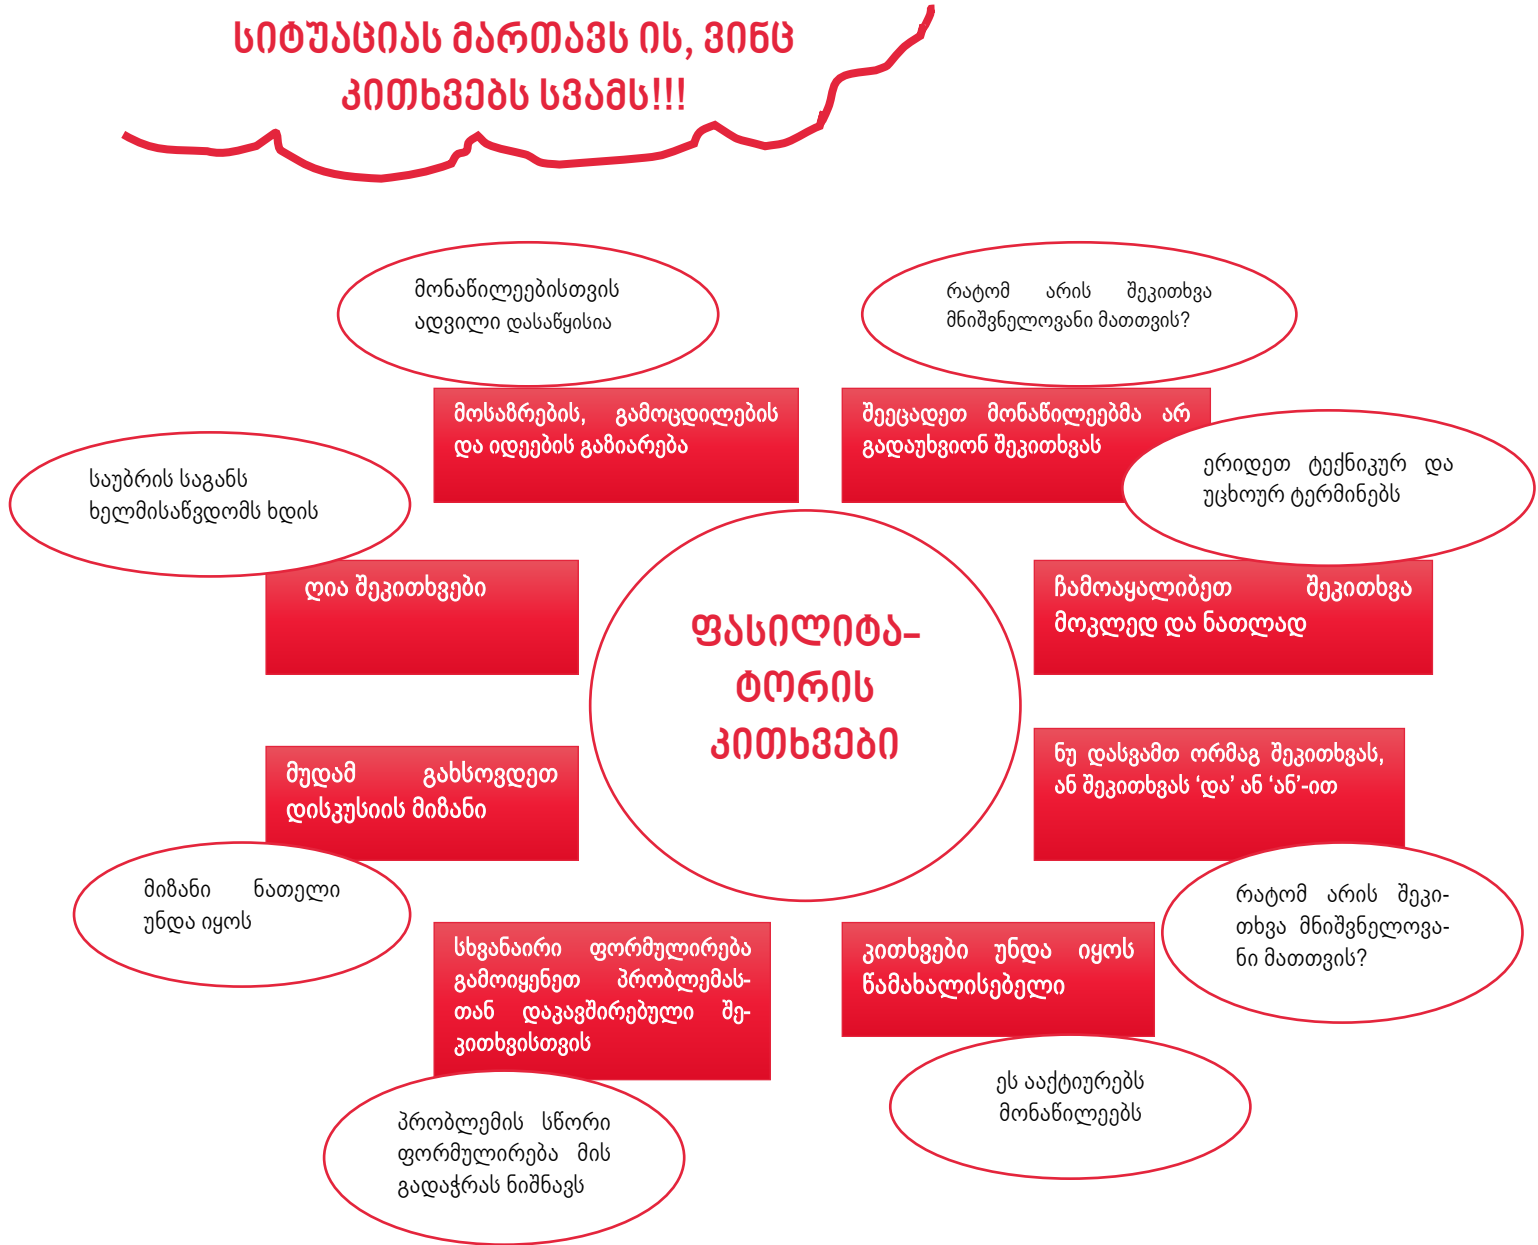 სიტუაციას მართავს ის, ვინც
კითხვებს სვამს!!!
მონაწილეებისთვის
ადვილი დასაწყისია
რატომ არის შეკითხვა
მნიშვნელოვანი მათთვის?
მოსაზრების, გამოცდილების
და იდეების გაზიარება
შეეცადეთ მონაწილეებმა არ
გადაუხვიონ შეკითხვას
საუბრის საგანს
ხელმისაწვდომს ხდის
ერიდეთ ტექნიკურ და
უცხოურ ტერმინებს
ღია შეკითხვები
ჩამოაყალიბეთ შეკითხვა
მოკლედ და ნათლად
ფასილიტა-
ტორის
კითხვები
მუდამ გახსოვდეთ
დისკუსიის მიზანი
ნუ დასვამთ ორმაგ შეკითხვას,
ან შეკითხვას ‘და’ ან ‘ან’-ით
მიზანი ნათელი
უნდა იყოს
რატომ არის შეკი-
თხვა მნიშვნელოვა-
ნი მათთვის?
სხვანაირი ფორმულირება
გამოიყენეთ პრობლემას-
თან დაკავშირებული შე-
კითხვისთვის
კითხვები უნდა იყოს
წამახალისებელი
პრობლემის სწორი
ფორმულირება მის
გადაჭრას ნიშნავს
ეს ააქტიურებს
მონაწილეებს